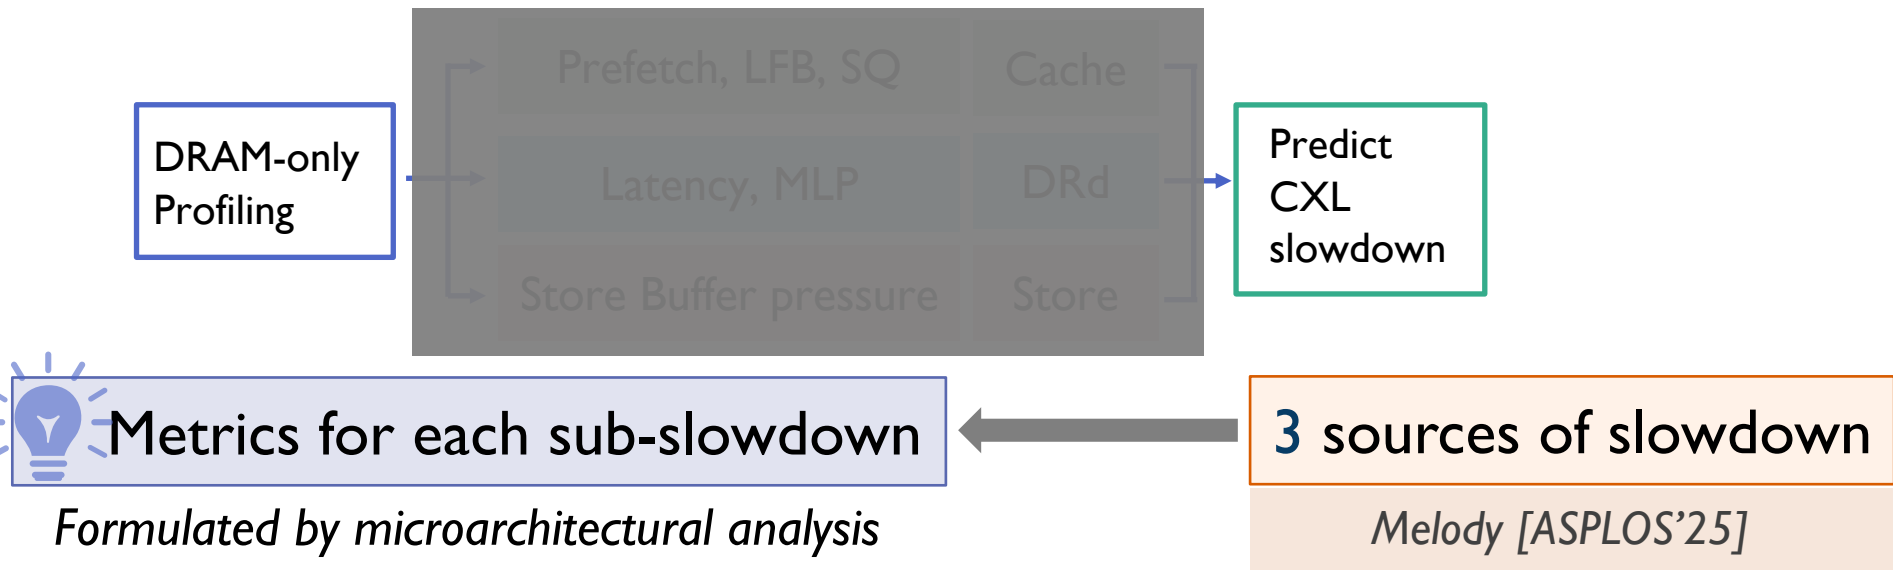 Prefetch, LFB, SQ
Cache
DRAM-only
Profiling
Latency, MLP
DRd
Predict
CXL
slowdown
Store Buffer pressure
Store
Metrics for each sub-slowdown
3 sources of slowdown
Formulated by microarchitectural analysis
Melody [ASPLOS’25]